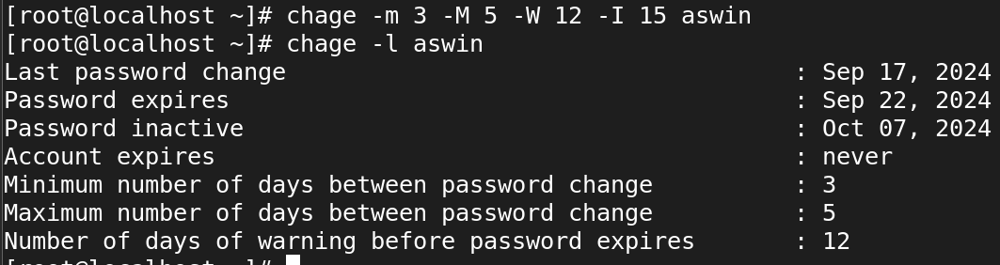 [root@localhost ~]# chage -m 3 -M 5 -W 12 -I 15 aswin
[root@localhost ~]# chage -l aswin
Last password change : Sep 17, 2024
Password expires : Sep 22, 2024
Password inactive : Oct 07, 2024
Account expires : never
Minimum number of days between password change : 3
Maximum number of days between password change : 5
Number of days of warning before password expires : 12
[root@localhost ~]#